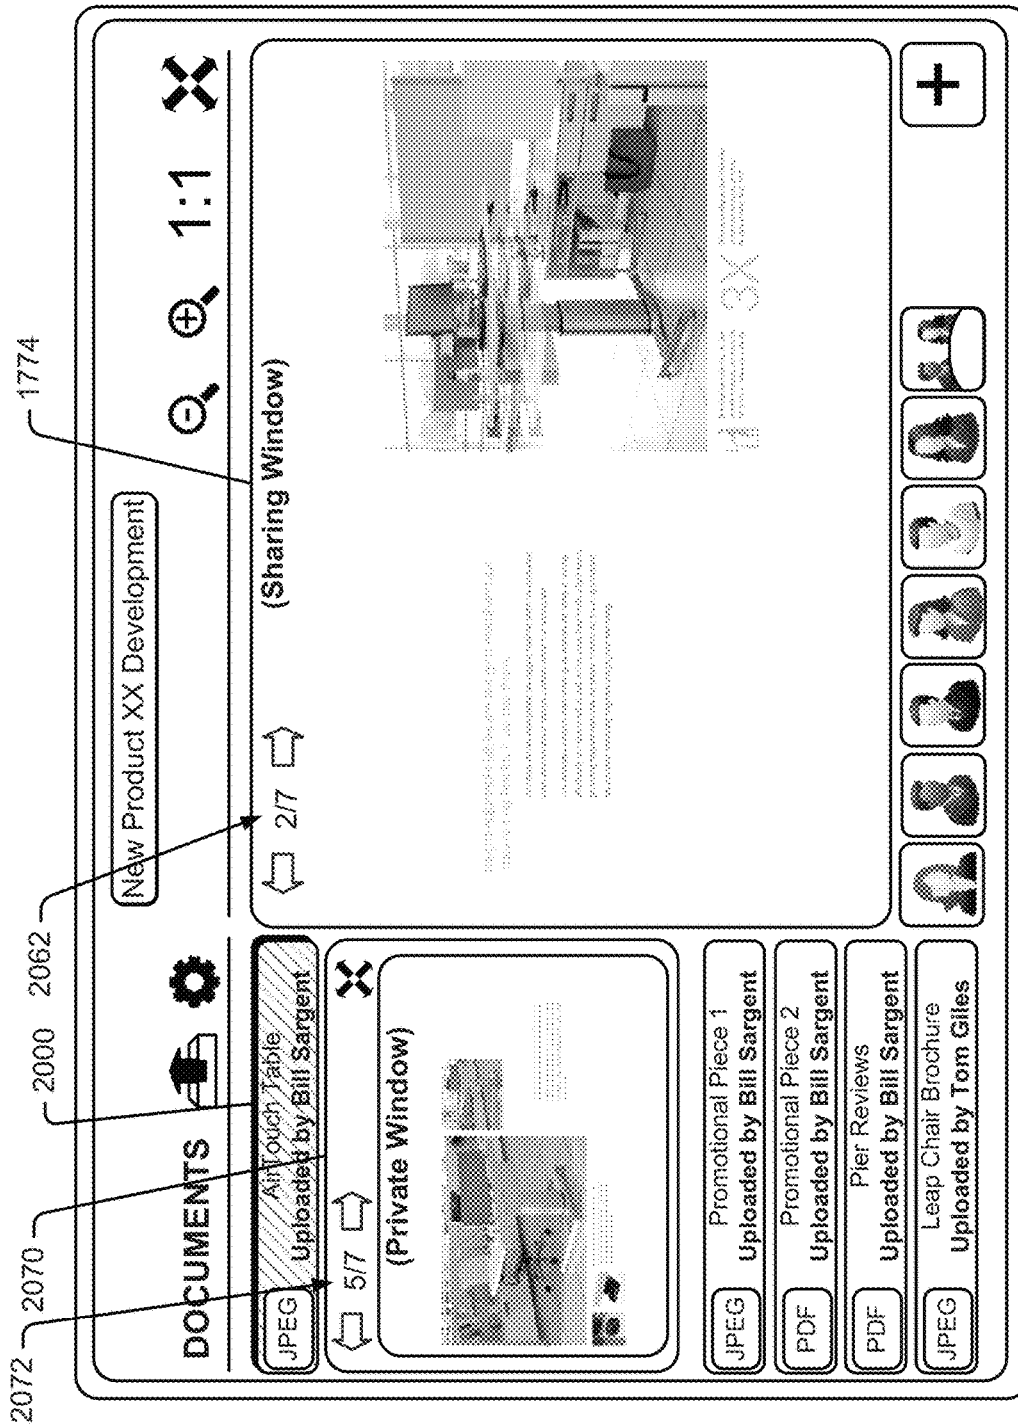 2072
2070
2000
2062
1774
New Product XX Development
DOCUMENTS
1:1
JPEG
AirTouch Table
Uploaded by Bill Sargent
5/7
(Private Window)
JPEG
Promotional Piece 1
Uploaded by Bill Sargent
PDF
Promotional Piece 2
Uploaded by Bill Sargent
PDF
Pier Reviews
Uploaded by Bill Sargent
JPEG
Leap Chair Brochure
Uploaded by Tom Giles
2/7
(Sharing Window)
3X